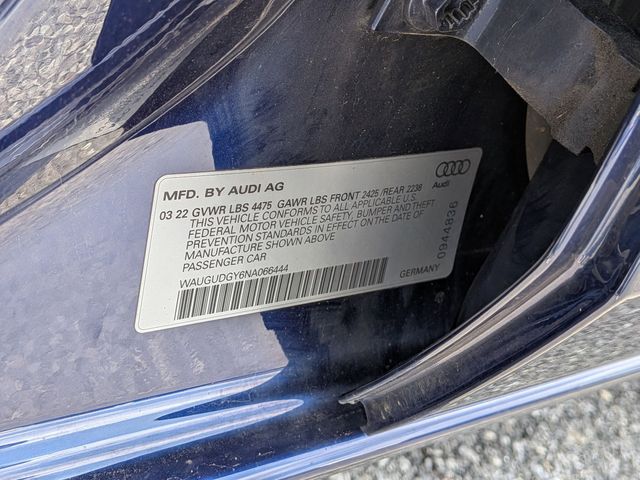 MFD. BY AUDI AG
Audi
03 22 GVWR LBS 4475 GAWR LBS FRONT 2425 /REAR 2238
THIS VEHICLE CONFORMS TO ALL APPLICABLE U.S.
FEDERAL MOTOR VEHICLE SAFETY, BUMPER AND THEFT
PREVENTION STANDARDS IN EFFECT ON THE DATE OF
MANUFACTURE SHOWN ABOVE
PASSENGER CAR
WAUGUDGY6NA066444
GERMANY
0944836